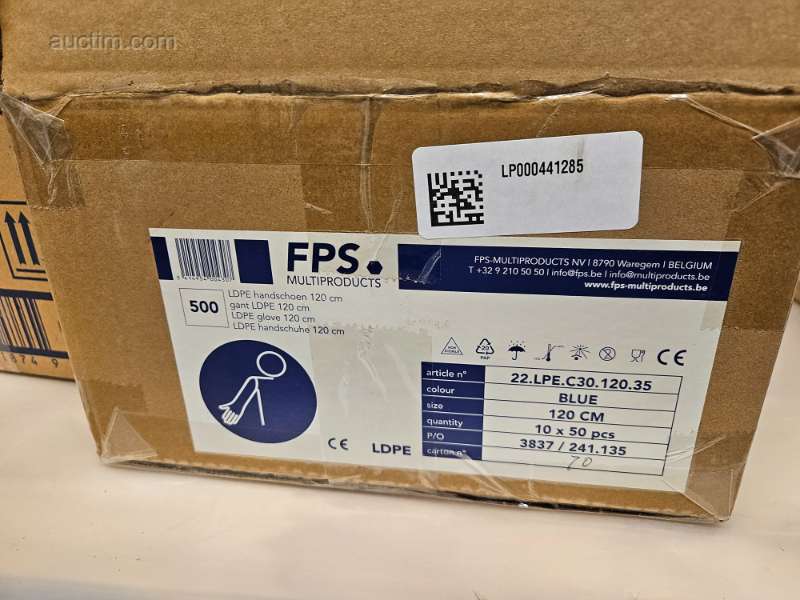 auctim.com
LP000441285
FPS.
MULTIPRODUCTS
FPS-MULTIPRODUCTS NV | 8790 Waregem | BELGIUM
T +32 9 210 50 50 | info@fps.be | info@multiproducts.be
www.fps-multiproducts.be
500
LDPE handschoen 120 cm
gant LDPE 120 cm
LDPE glove 120 cm
LDPE handschuhe 120 cm
20
PAP
CE
article n° 22.LPE.C30.120.35
colour BLUE
size 120 CM
quantity 10 x 50 pcs
P/O 3837 / 241.135
carton n° 70
CE LDPE